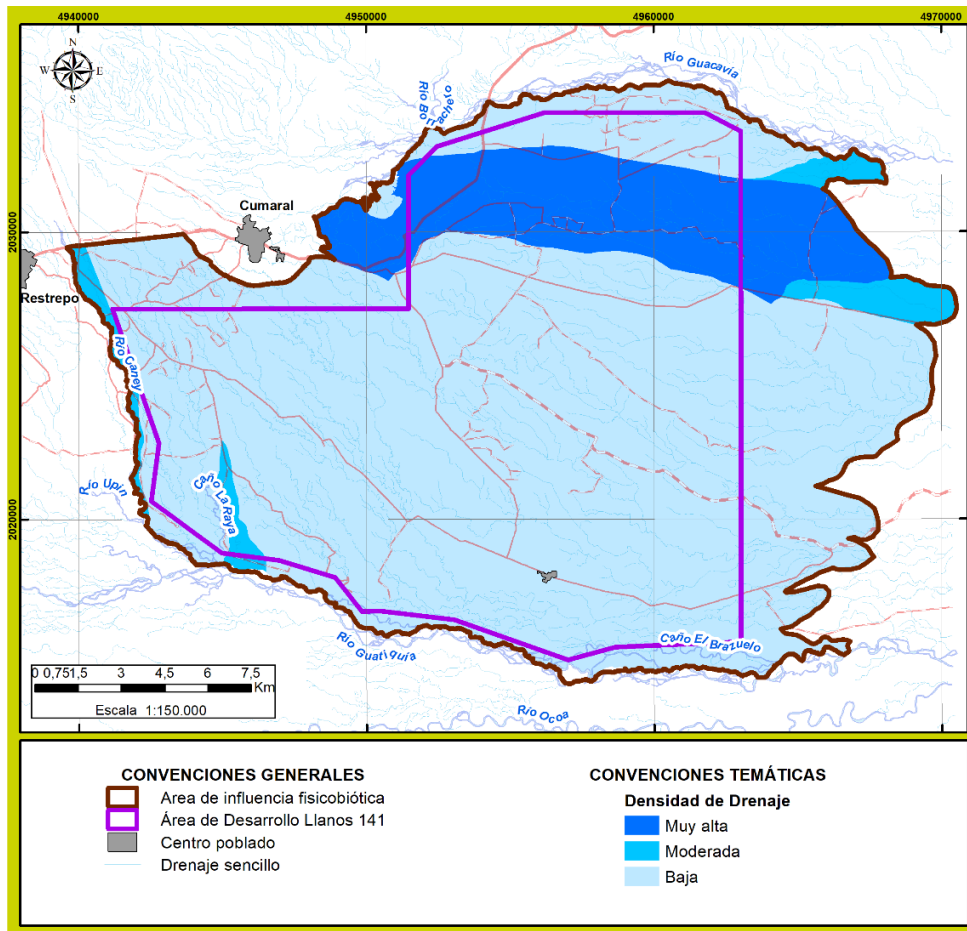 4940000
4950000
4960000
4970000
N
W E
S
Río Guacavia
Río Borrachero
Cumaral
2030000
Restrepo
Río Caney
Río Upin
Caño La Raya
2020000
Caño El Brazuelo
Río Guatiquía
Río Ocoa
0 0,751,5 3 4,5 6 7,5
Km
Escala 1:150.000
CONVENCIONES GENERALES
Area de influencia fisicobiótica
Área de Desarrollo Llanos 141
Centro poblado
Drenaje sencillo
CONVENCIONES TEMÁTICAS
Densidad de Drenaje
Muy alta
Moderada
Baja